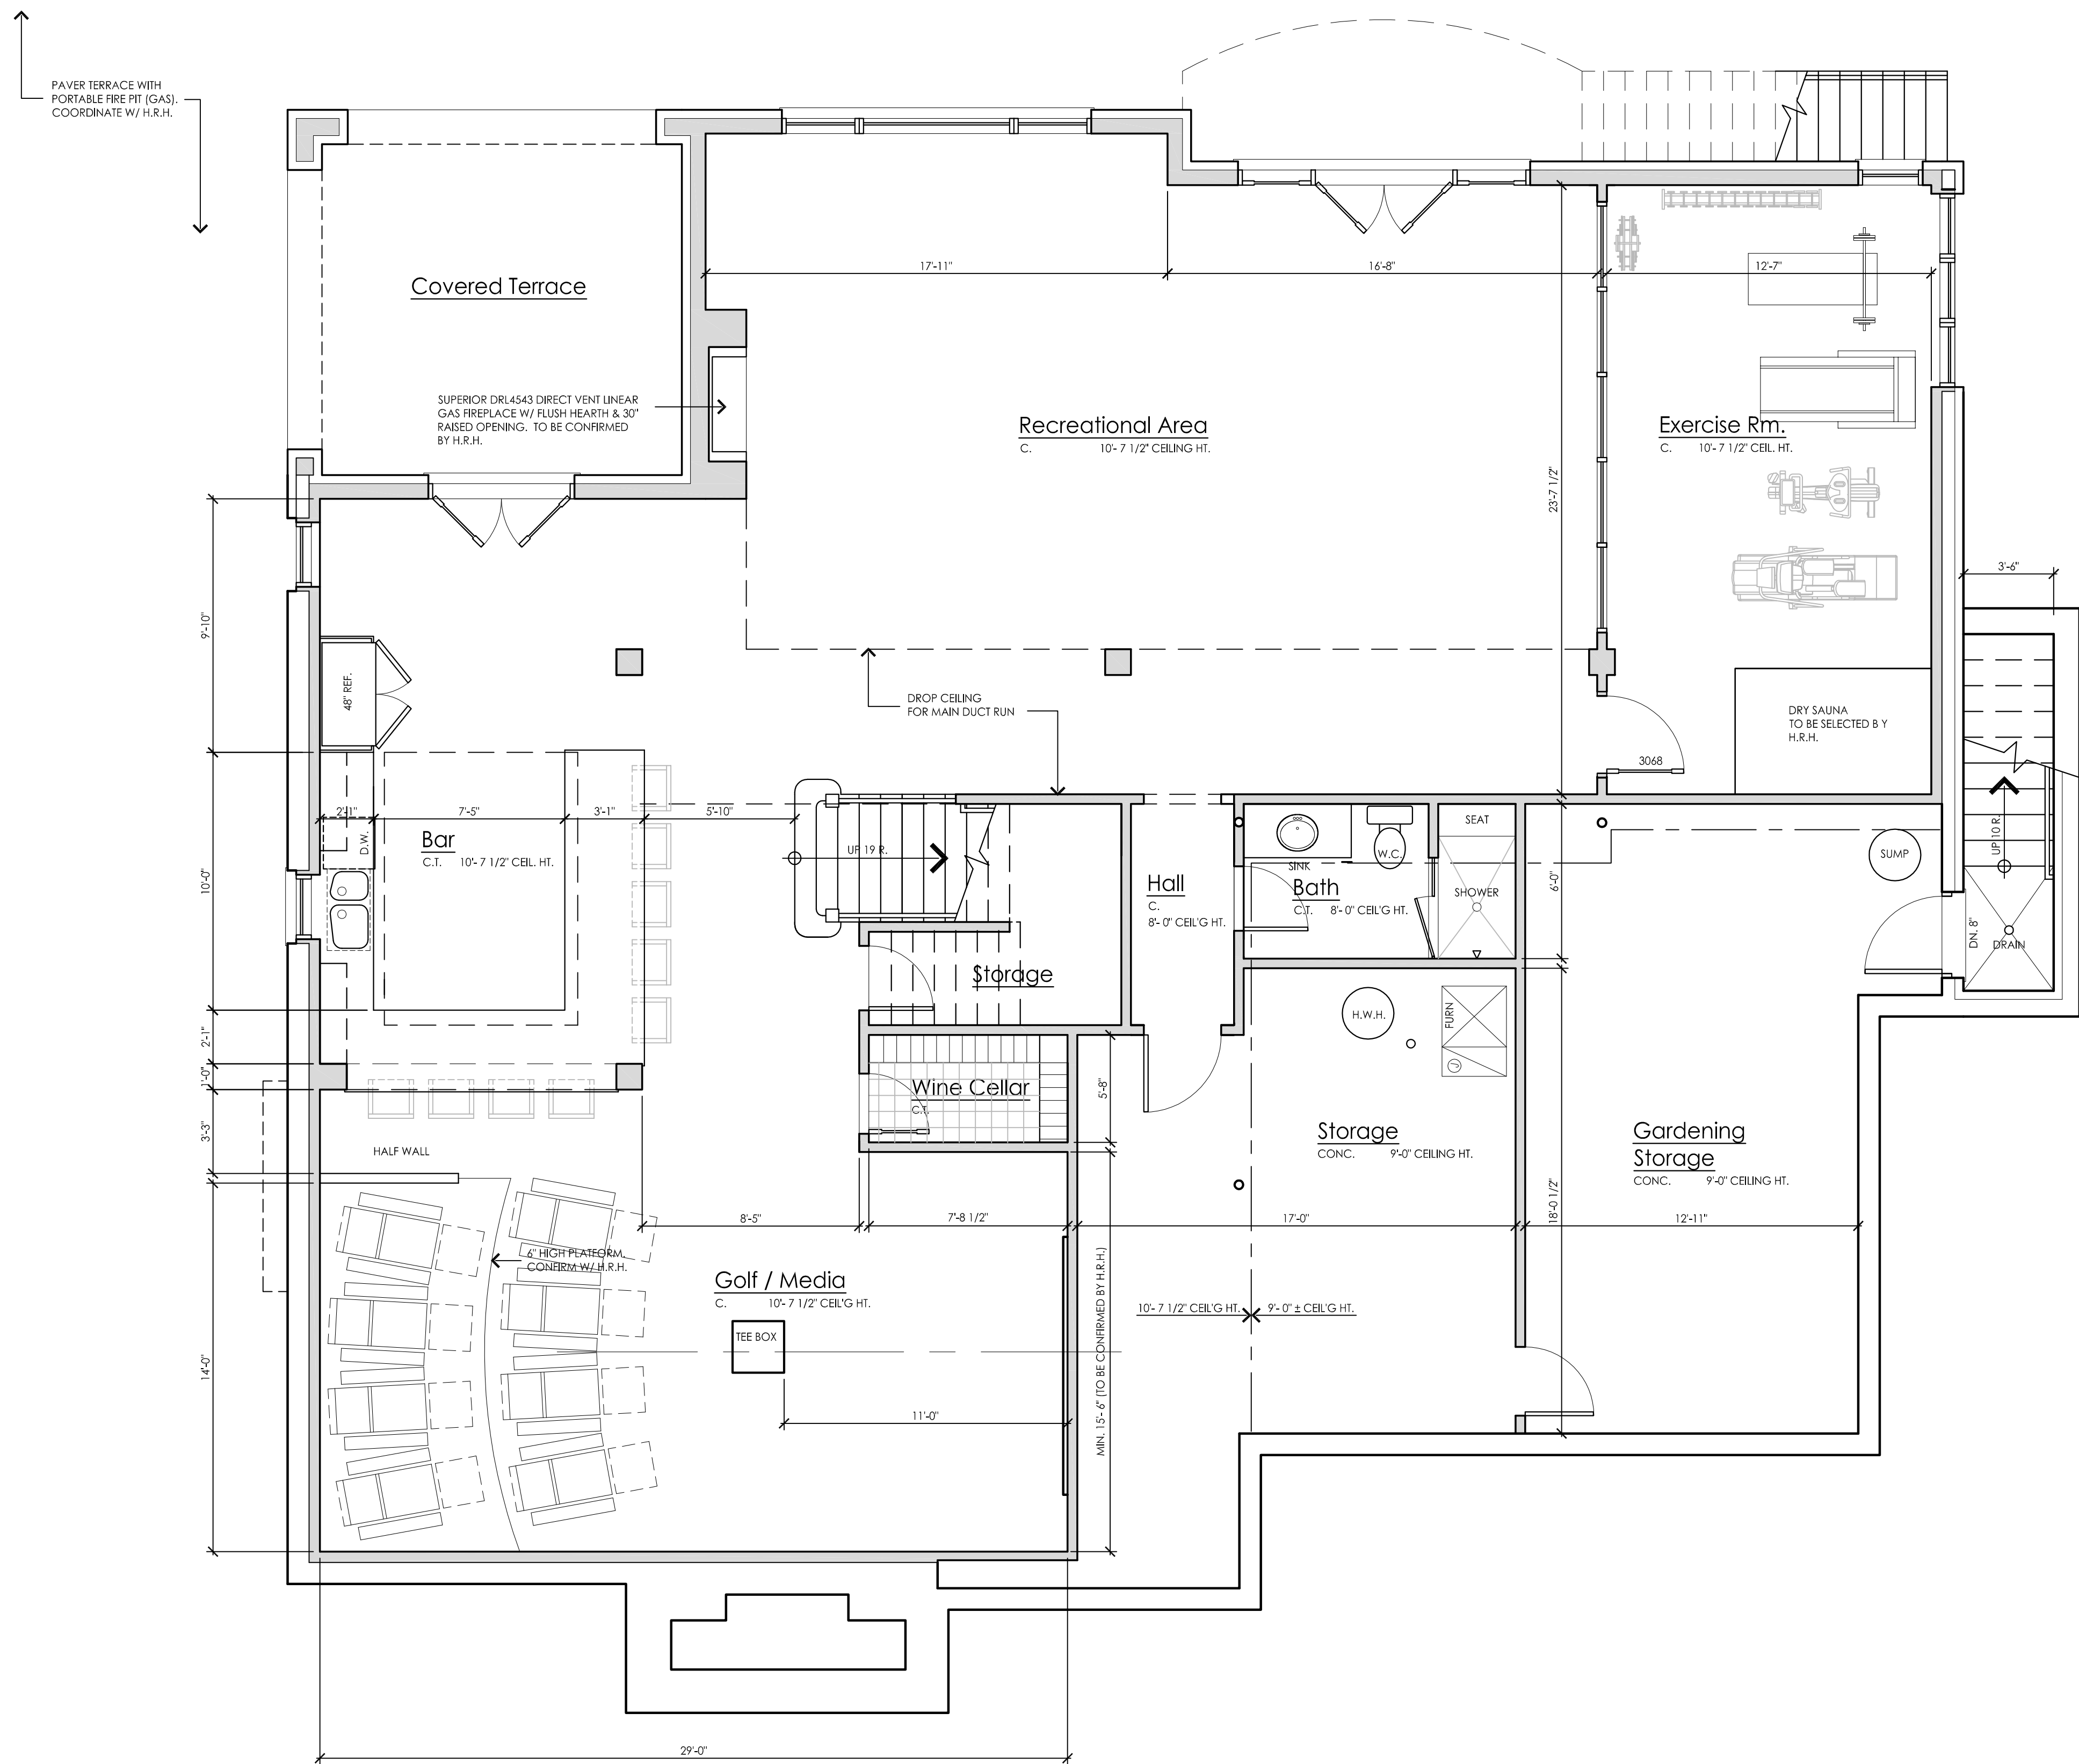 PAVER TERRACE WITH
PORTABLE FIRE PIT (GAS).
COORDINATE W/ H.R.H.
Covered Terrace
17'-11"
16'-8"
12'-7"
SUPERIOR DRL4543 DIRECT VENT LINEAR
GAS FIREPLACE W/ FLUSH HEARTH & 30"
RAISED OPENING.  TO BE CONFIRMED
BY H.R.H.
Recreational Area
C. 10'- 7 1/2" CEILING HT.
Exercise Rm.
C. 10'- 7 1/2" CEIL. HT.
23'-7 1/2"
3'-6"
9'-10"
48" REF.
DROP CEILING
FOR MAIN DUCT RUN
DRY SAUNA
TO BE SELECTED B Y
H.R.H.
3068
2'-1"
7'-5"
3'-1"
5'-10"
D.W.
Bar
C.T. 10'- 7 1/2" CEIL. HT.
UP 19 R.
10'-0"
Hall
C.
8'- 0" CEIL'G HT.
SINK
W.C.
Bath
C.T. 8'- 0" CEIL'G HT.
SEAT
SHOWER
6'-0"
SUMP
UP 10 R.
DN. 8"
DRAIN
Storage
H.W.H.
FURN
2'-1"
1'-0"
3'-3"
Wine Cellar
C.T.
5'-8"
HALF WALL
Storage
CONC. 9'-0" CEILING HT.
Gardening
Storage
CONC. 9'-0" CEILING HT.
18'-0 1/2"
8'-5"
7'-8 1/2"
17'-0"
12'-11"
6" HIGH PLATFORM.
CONFIRM W/ H.R.H.
Golf / Media
C. 10'- 7 1/2" CEIL'G HT.
TEE BOX
MIN. 15'- 6" (TO BE CONFIRMED BY H.R.H.)
10'- 7 1/2" CEIL'G HT.
9'- 0" ± CEIL'G HT.
14'-0"
11'-0"
29'-0"